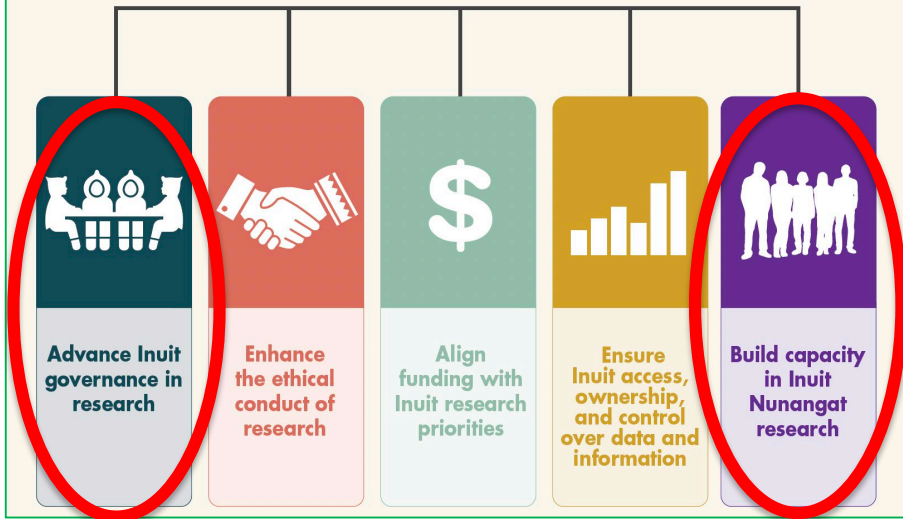 $
Advance Inuit
governance in
research
Enhance
the ethical
conduct of
research
Align
funding with
Inuit research
priorities
Ensure
Inuit access,
ownership,
and control
over data and
information
Build capacity
in Inuit
Nunangat
research